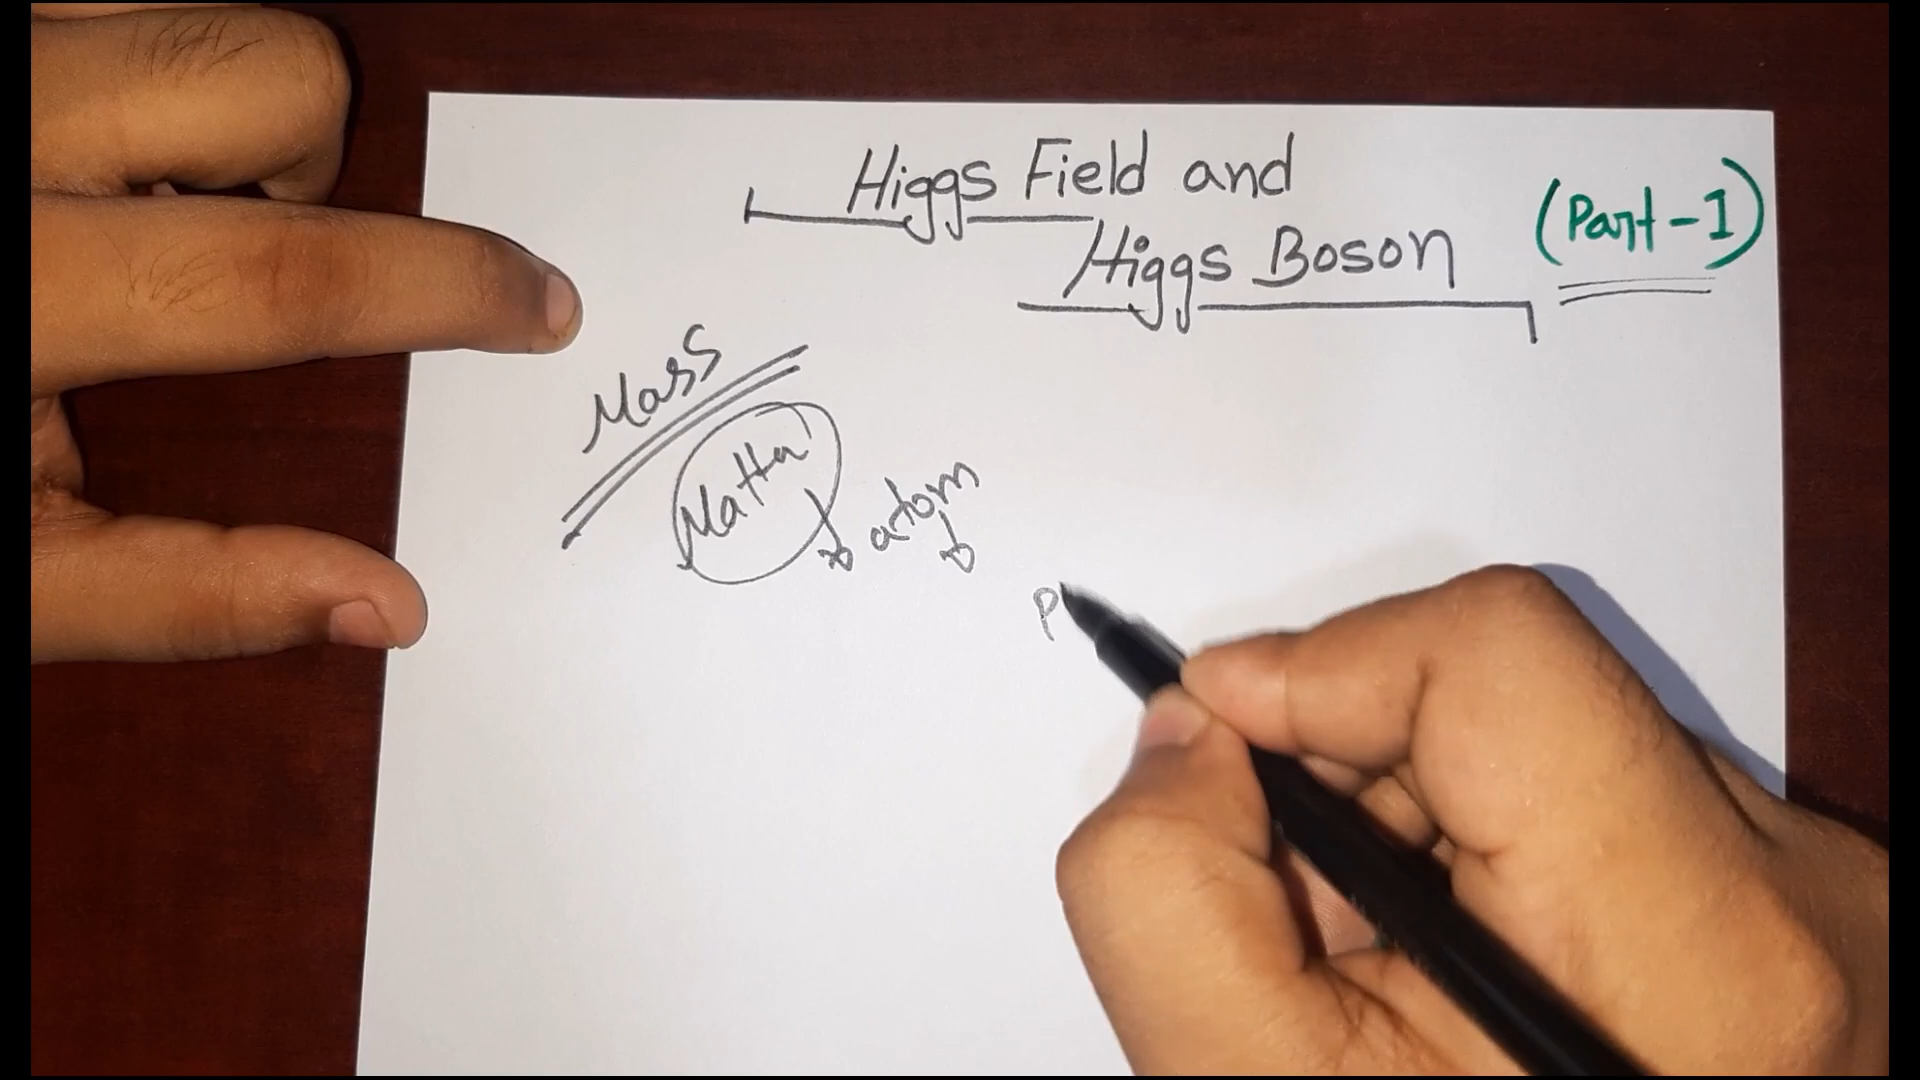 Higgs Field and
Higgs Boson
(Part-1)
Mass
Matter
atom
P